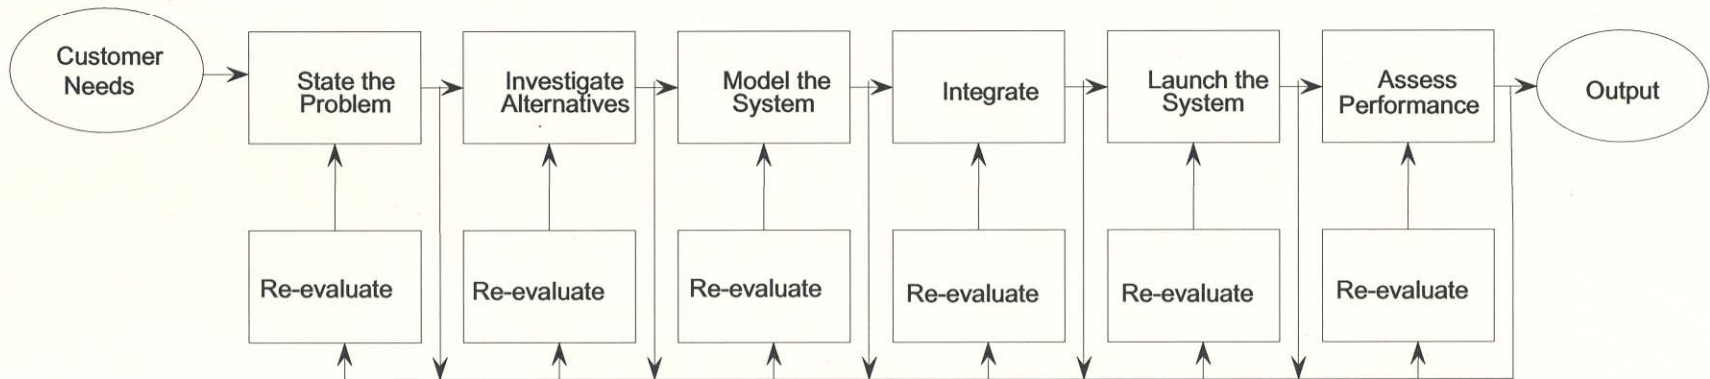 Customer
Needs
State the
Problem
Investigate
Alternatives
Model the
System
Integrate
Launch the
System
Assess
Performance
Output
Re-evaluate
Re-evaluate
Re-evaluate
Re-evaluate
Re-evaluate
Re-evaluate